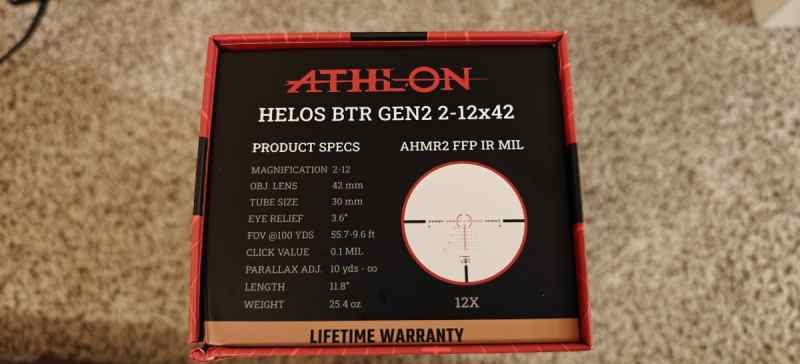 ATHLON
HELOS BTR GEN2 2-12x42
PRODUCT SPECS
MAGNIFICATION 2-12
OBJ. LENS 42 mm
TUBE SIZE 30 mm
EYE RELIEF 3.6"
FOV @100 YDS 55.7-9.6 ft
CLICK VALUE 0.1 MIL
PARALLAX ADJ. 10 yds - ∞
LENGTH 11.8"
WEIGHT 25.4 oz
AHMR2 FFP IR MIL
12X
LIFETIME WARRANTY